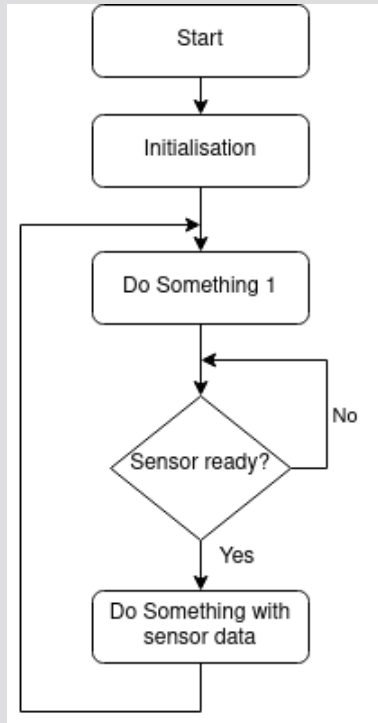 Start
Initialisation
Do Something 1
Sensor ready?
No
Yes
Do Something with
sensor data